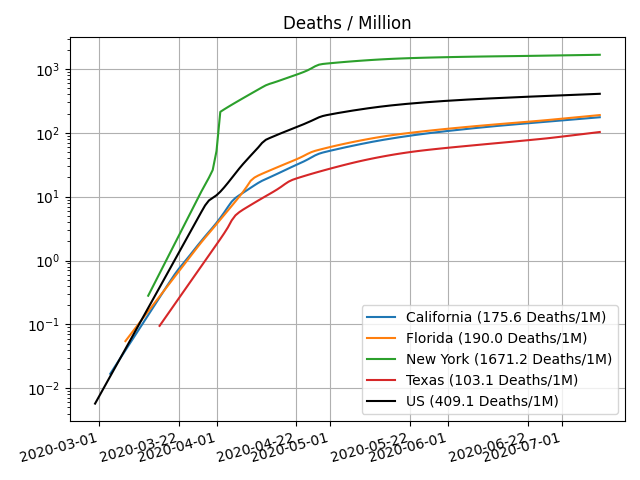 Deaths / Million
10³
10²
10¹
10⁰
10⁻¹
10⁻²
California (175.6 Deaths/1M)
Florida (190.0 Deaths/1M)
New York (1671.2 Deaths/1M)
Texas (103.1 Deaths/1M)
US (409.1 Deaths/1M)
2020-03-01
2020-03-22
2020-04-01
2020-04-22
2020-05-01
2020-05-22
2020-06-01
2020-06-22
2020-07-01